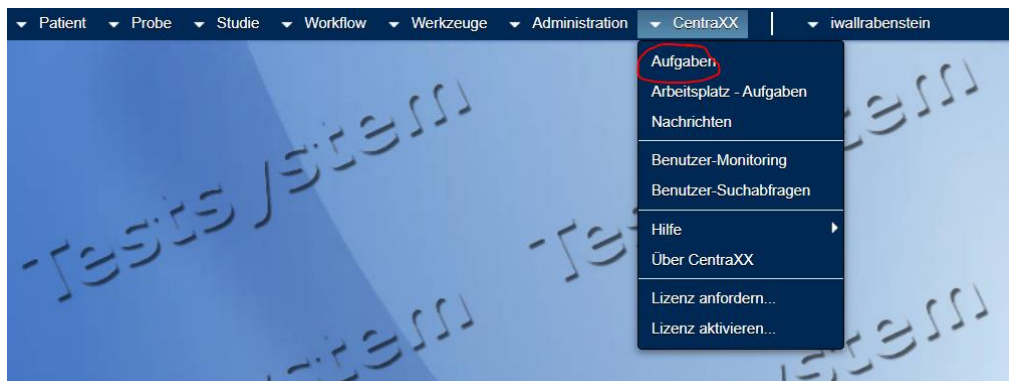 Patient Probe Studie Workflow Werkzeuge Administration CentraXX iwallrabenstein
Aufgaben
Arbeitsplatz - Aufgaben
Nachrichten
Benutzer-Monitoring
Benutzer-Suchabfragen
Hilfe
Über CentraXX
Lizenz anfordern...
Lizenz aktivieren...
Testsystem